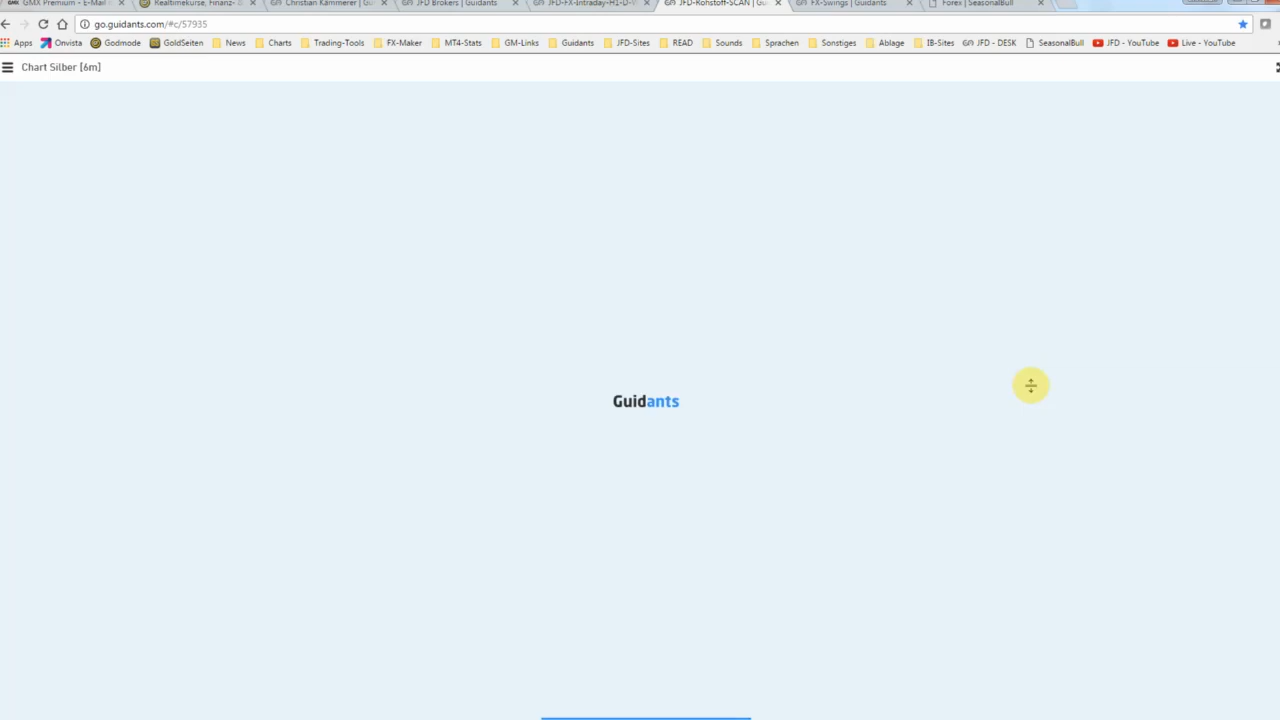 GMX Premium - E-Mail
Realtimekurse, Finanz-
Christian Kämmerer | Gu
JFD Brokers | Guidants
JFD-FX-Intraday-H1-D-W
JFD-Rohstoff-SCAN | Gu
FX-Swings | Guidants
Forex | SeasonalBull
go.guidants.com/#c/57935
Apps Onvista Godmode GoldSeiten News Charts Trading-Tools FX-Maker MT4-Stats GM-Links Guidants JFD-Sites READ Sounds Sprachen Sonstiges Ablage IB-Sites JFD - DESK SeasonalBull JFD - YouTube Live - YouTube
Chart Silber [6m]
Guidants